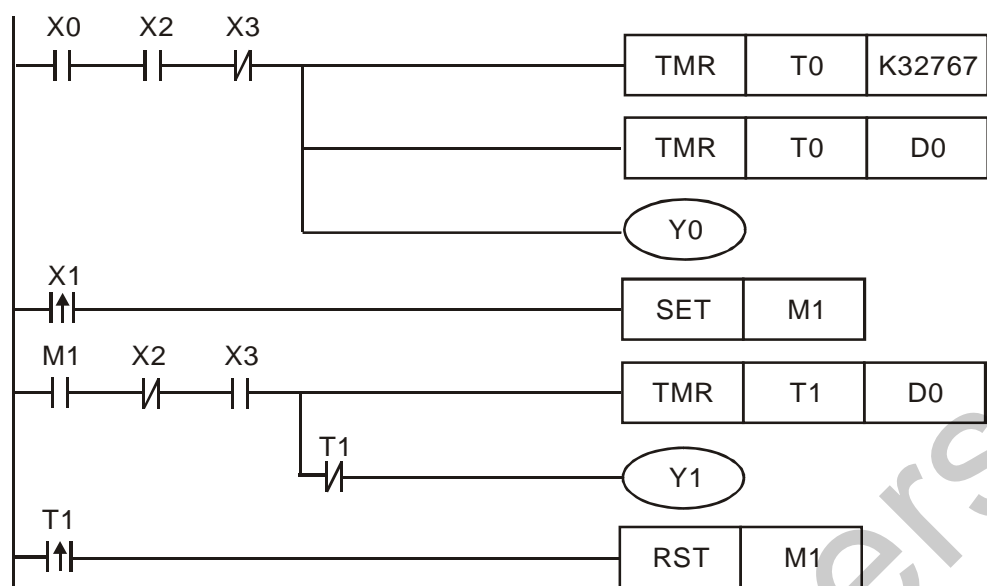 X0 X2 X3
TMR T0 K32767
TMR T0 D0
Y0
X1
SET M1
M1 X2 X3
TMR T1 D0
T1
Y1
T1
RST M1
ers